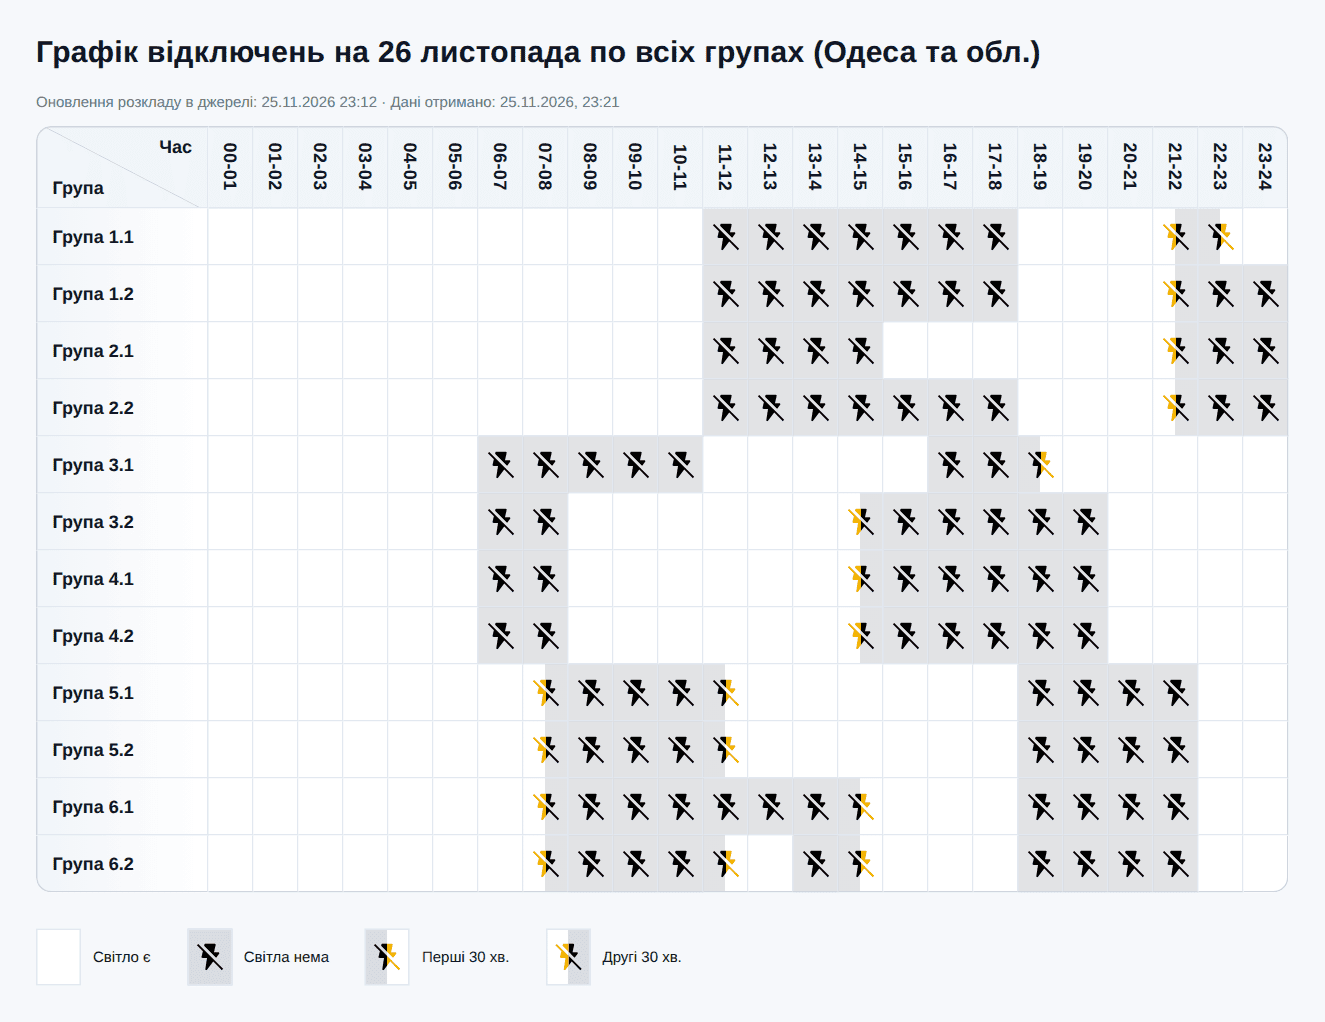 Графік відключень на 26 листопада по всіх групах (Одеса та обл.)
Оновлення розкладу в джерелі: 25.11.2026 23:12 · Дані отримано: 25.11.2026, 23:21
Час
Група
00-01 01-02 02-03 03-04 04-05 05-06 06-07 07-08 08-09 09-10 10-11 11-12 12-13 13-14 14-15 15-16 16-17 17-18 18-19 19-20 20-21 21-22 22-23 23-24
Група 1.1
Група 1.2
Група 2.1
Група 2.2
Група 3.1
Група 3.2
Група 4.1
Група 4.2
Група 5.1
Група 5.2
Група 6.1
Група 6.2
Світло є Світла нема Перші 30 хв. Другі 30 хв.